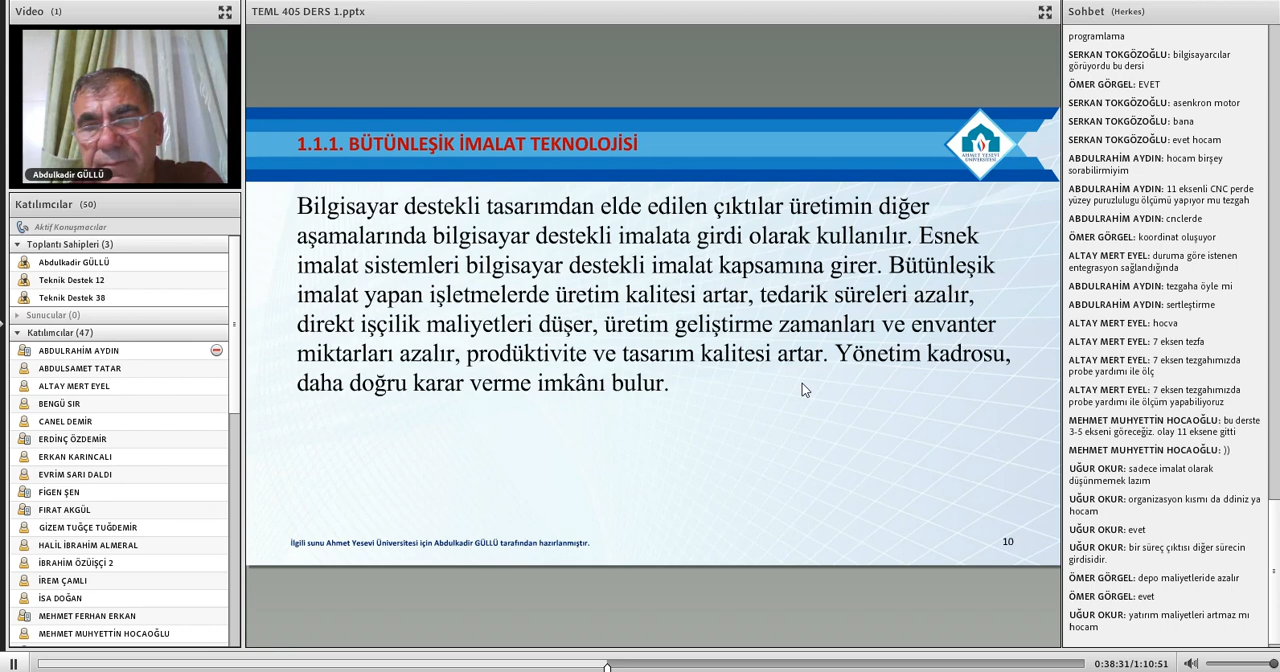 Video (1)
Abdulkadir GÜLLÜ
Katılımcılar (50)
Aktif Konuşmacılar
Toplantı Sahipleri (3)
Abdulkadir GÜLLÜ
Teknik Destek 12
Teknik Destek 38
Sunucular (0)
Katılımcılar (47)
ABDULRAHİM AYDIN
ABDULSAMET TATAR
ALTAY MERT EYEL
BENGÜ SIR
CANEL DEMİR
ERDİNÇ ÖZDEMİR
ERKAN KARINCALI
EVRİM SARI DALDI
FİGEN ŞEN
FIRAT AKGÜL
GİZEM TUĞÇE TUĞDEMİR
HALİL İBRAHİM ALMERAL
İBRAHİM ÖZÜİŞÇİ 2
İREM ÇAMLI
İSA DOĞAN
MEHMET FERHAN ERKAN
MEHMET MUHYETTİN HOCAOĞLU
TEML 405 DERS 1.pptx
1.1.1. BÜTÜNLEŞİK İMALAT TEKNOLOJİSİ
AHMET YESEVİ
ÜNİVERSİTESİ
Bilgisayar destekli tasarımdan elde edilen çıktılar üretimin diğer
aşamalarında bilgisayar destekli imalata girdi olarak kullanılır. Esnek
imalat sistemleri bilgisayar destekli imalat kapsamına girer. Bütünleşik
imalat yapan işletmelerde üretim kalitesi artar, tedarik süreleri azalır,
direkt işçilik maliyetleri düşer, üretim geliştirme zamanları ve envanter
miktarları azalır, prodüktivite ve tasarım kalitesi artar. Yönetim kadrosu,
daha doğru karar verme imkânı bulur.
İlgili sunu Ahmet Yesevi Üniversitesi için Abdulkadir GÜLLÜ tarafından hazırlanmıştır.
10
Sohbet (Herkes)
programlama
SERKAN TOKGÖZOĞLU: bilgisayarcılar
görüyordu bu dersi
ÖMER GÖRGEL: EVET
SERKAN TOKGÖZOĞLU: asenkron motor
SERKAN TOKGÖZOĞLU: bana
SERKAN TOKGÖZOĞLU: evet hocam
ABDULRAHİM AYDIN: hocam birşey
sorabilirmiyim
ABDULRAHİM AYDIN: 11 eksenli CNC perde
yüzey puruzlulugu ölçümü yapıyor mu tezgah
ABDULRAHİM AYDIN: cnclerde
ÖMER GÖRGEL: koordinat oluşuyor
ALTAY MERT EYEL: duruma göre istenen
entegrasyon sağlandığında
ABDULRAHİM AYDIN: tezgaha öyle mi
ABDULRAHİM AYDIN: sertleştirme
ALTAY MERT EYEL: hocva
ALTAY MERT EYEL: 7 eksen tezfa
ALTAY MERT EYEL: 7 eksen tezgahımızda
probe yardımı ile ölç
ALTAY MERT EYEL: 7 eksen tezgahımızda
probe yardımı ile ölçüm yapabiliyoruz
MEHMET MUHYETTİN HOCAOĞLU: bu derste
3-5 ekseni göreceğiz. olay 11 eksene gitti
MEHMET MUHYETTİN HOCAOĞLU: ))
UĞUR OKUR: sadece imalat olarak
düşünmemek lazım
UĞUR OKUR: organizasyon kısmı da ddiniz ya
hocam
UĞUR OKUR: evet
UĞUR OKUR: bir süreç çıktısı diğer sürecin
girdisidir.
ÖMER GÖRGEL: depo maliyetleride azalır
ÖMER GÖRGEL: evet
UĞUR OKUR: yatırım maliyetleri artmaz mı
hocam
0:38:31/1:10:51